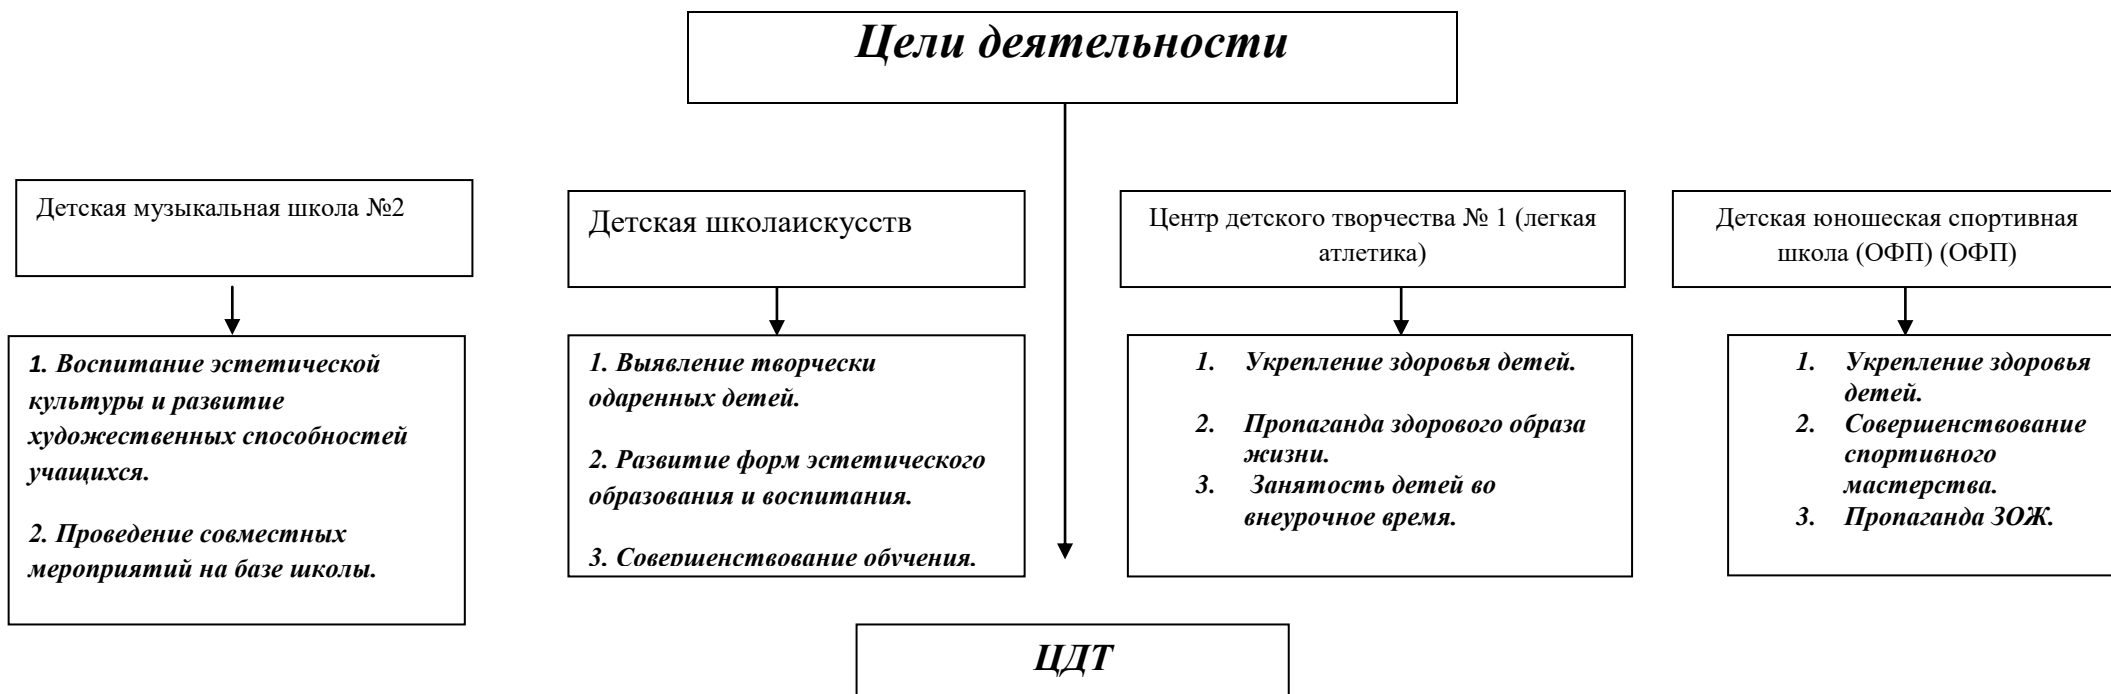 Цели деятельности
Детская музыкальная школа №2
Детская школаискусств
Центр детского творчества № 1 (легкая
атлетика)
Детская юношеская спортивная
школа (ОФП) (ОФП)
1. Воспитание эстетической
культуры и развитие
художественных способностей
учащихся.
2. Проведение совместных
мероприятий на базе школы.
1. Выявление творчески
одаренных детей.
2. Развитие форм эстетического
образования и воспитания.
3. Совершенствование обучения.
1. Укрепление здоровья детей.
2. Пропаганда здорового образа
жизни.
3. Занятость детей во
внеурочное время.
1. Укрепление здоровья
детей.
2. Совершенствование
спортивного
мастерства.
3. Пропаганда ЗОЖ.
ЦДТ